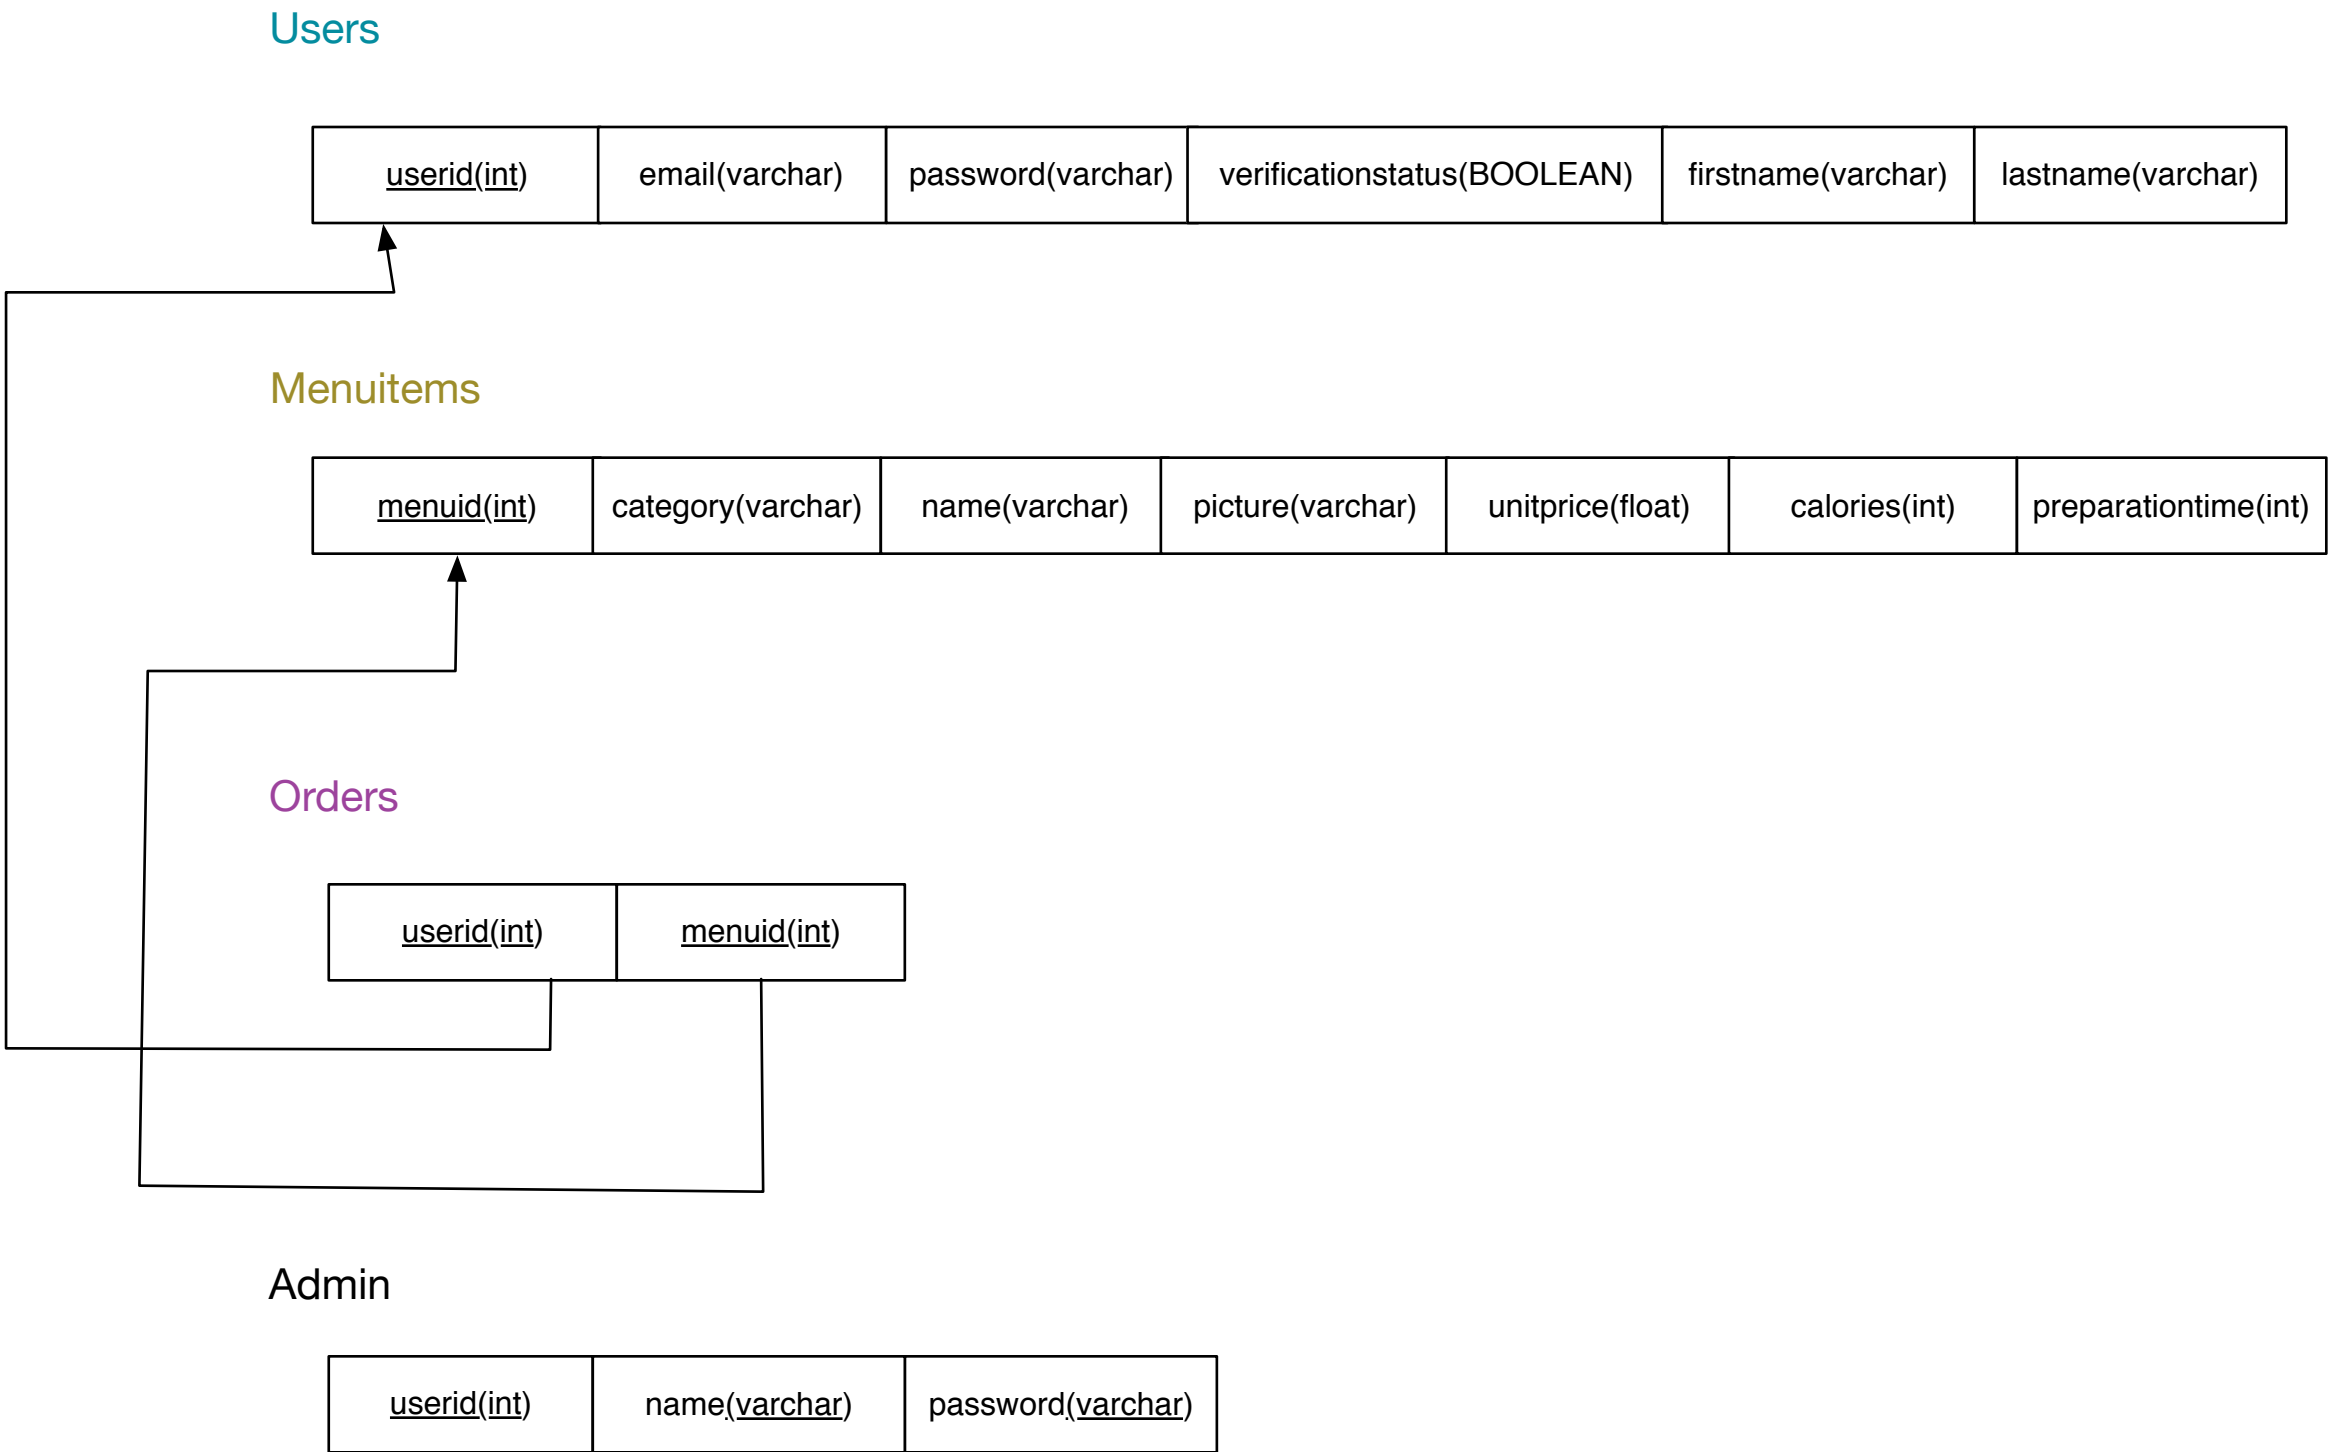 Users
userid(int) email(varchar) password(varchar) verificationstatus(BOOLEAN) firstname(varchar) lastname(varchar)
Menuitems
menuid(int) category(varchar) name(varchar) picture(varchar) unitprice(float) calories(int) preparationtime(int)
Orders
userid(int) menuid(int)
Admin
userid(int) name(varchar) password(varchar)